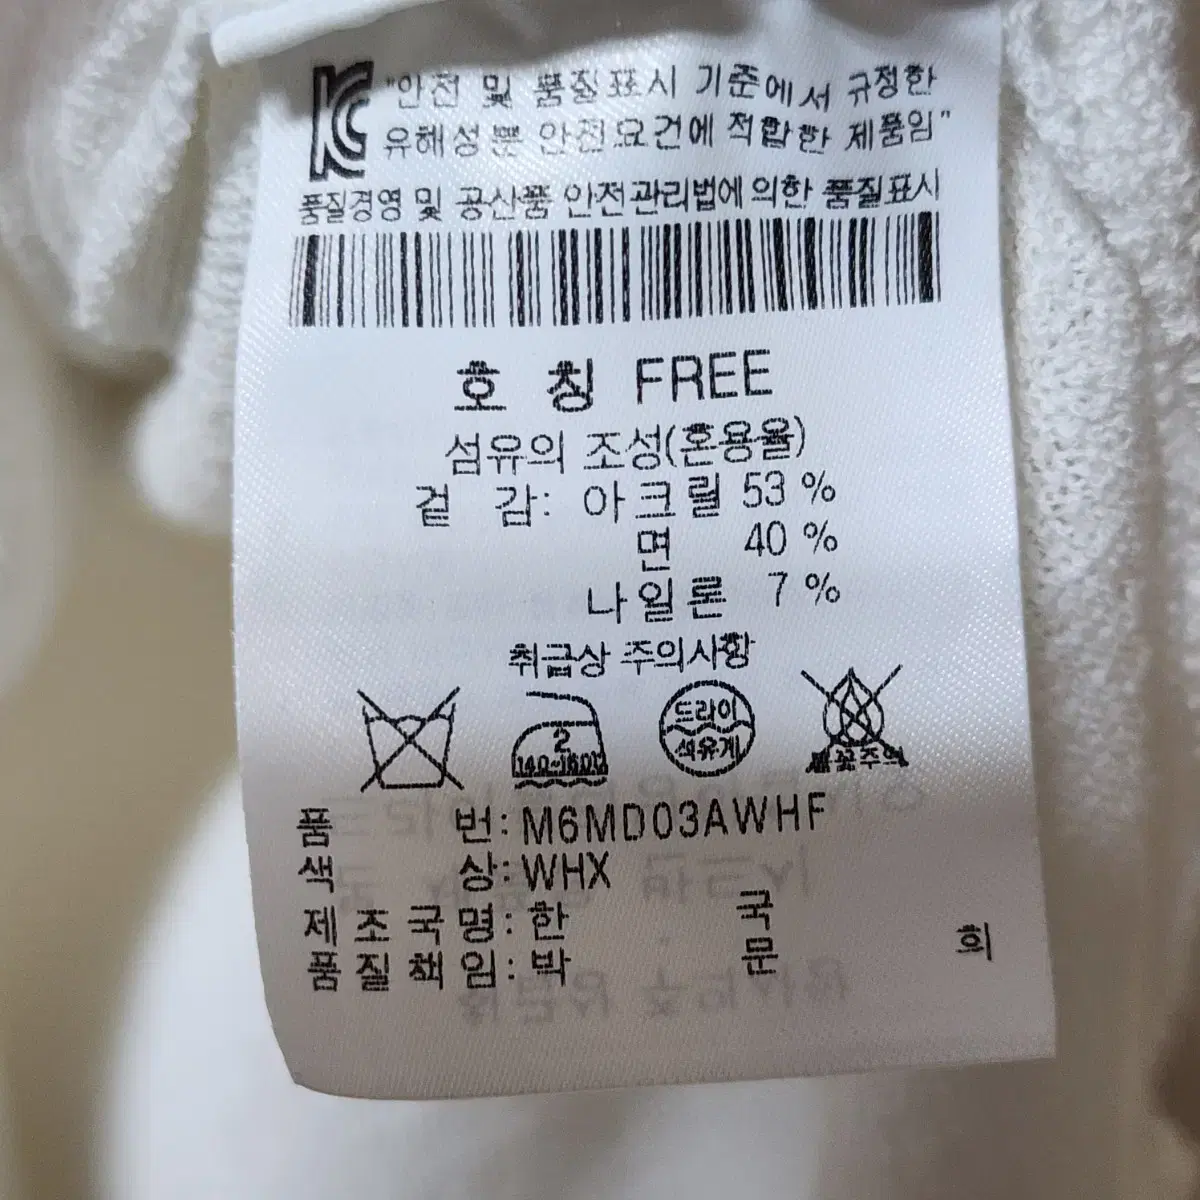 KC "안전 및 품질표시 기준에서 규정한
유해성분 안전요건에 적합한 제품임"
품질경영 및 공산품 안전관리법에 의한 품질표시
호 칭 FREE
섬유의 조성(혼용율)
겉 감: 아크릴 53 %
면 40 %
나일론 7 %
취급상 주의사항
2
140~160℃
드라이
석유계
불꽃주의
품 번: M6MD03AWHF
색 상: WHX
제조국명: 한 국
품질책임: 박 문 희